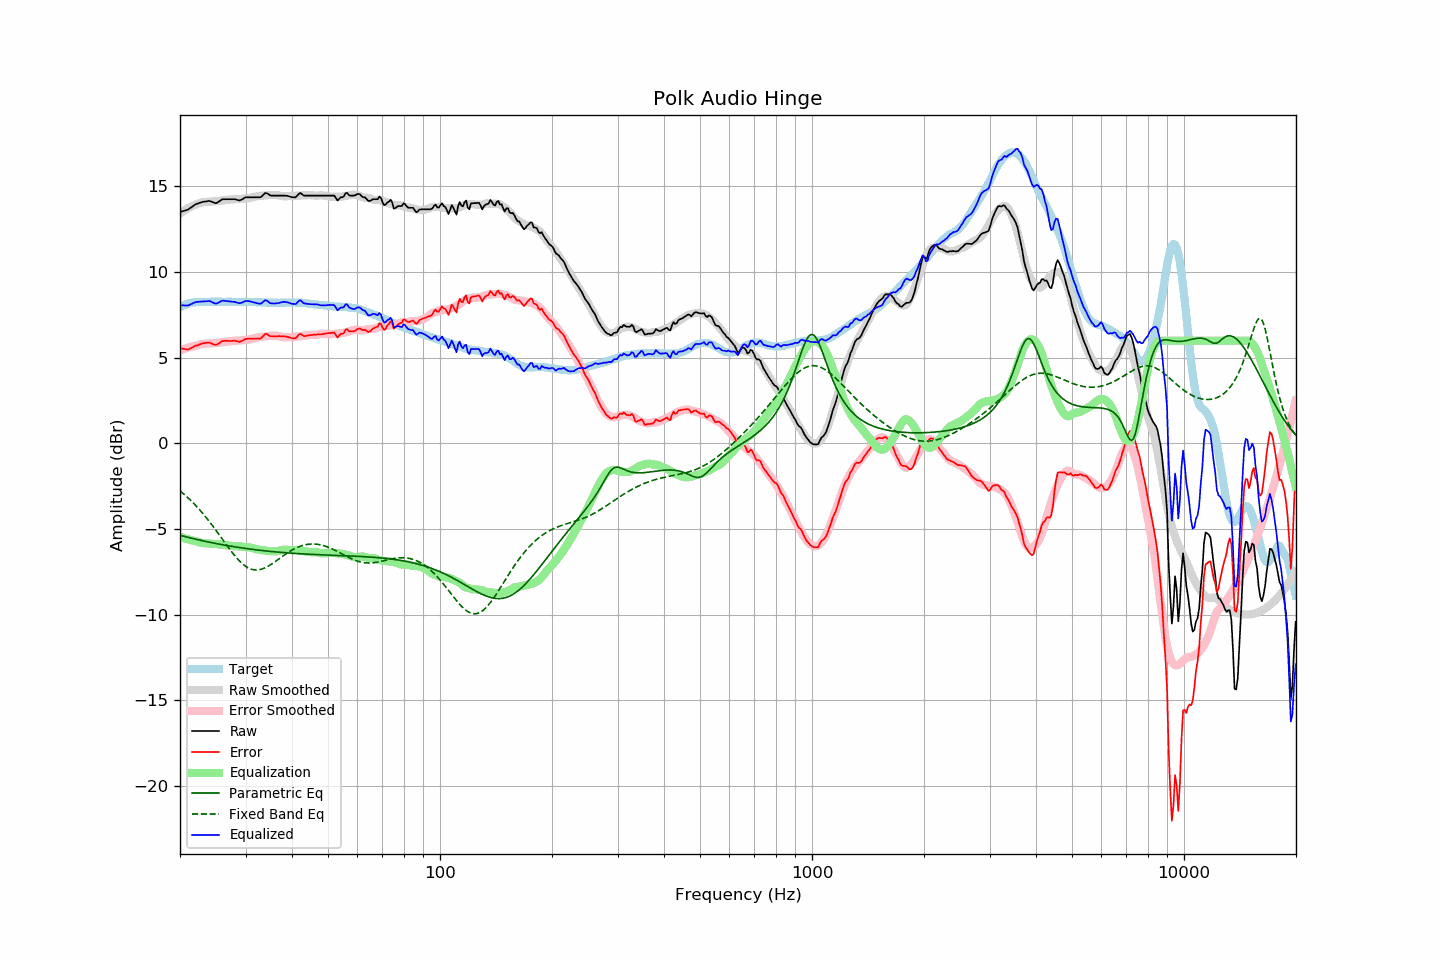 Polk Audio Hinge
Amplitude (dBr)
15
10
5
0
−5
−10
−15
−20
Target
Raw Smoothed
Error Smoothed
Raw
Error
Equalization
Parametric Eq
Fixed Band Eq
Equalized
100 1000 10000
Frequency (Hz)